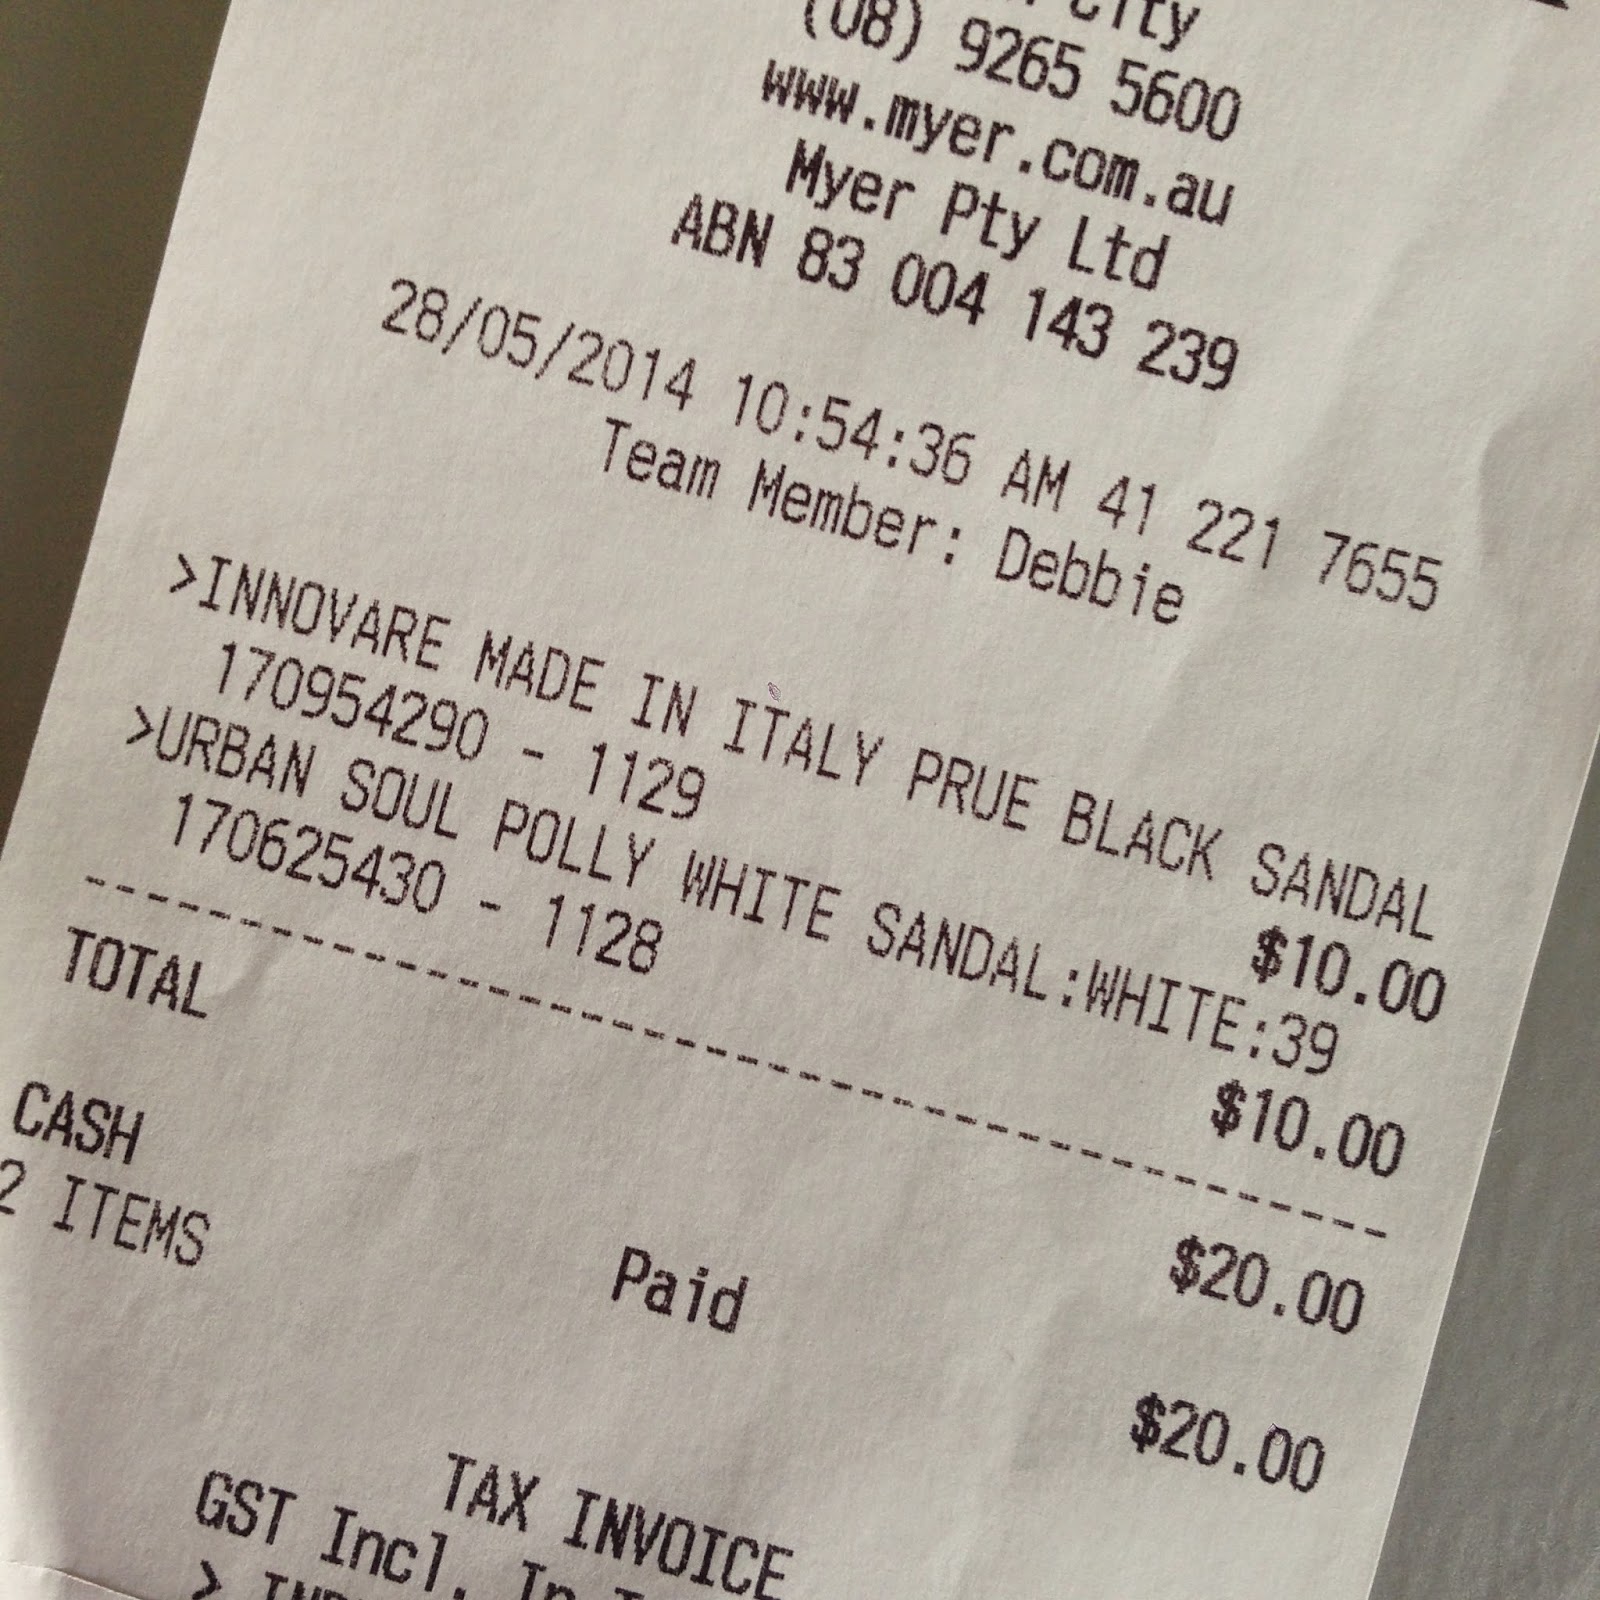 City
(08) 9265 5600
www.myer.com.au
Myer Pty Ltd
ABN 83 004 143 239
28/05/2014 10:54:36 AM 41 221 7655
Team Member: Debbie
>INNOVARE MADE IN ITALY PRUE BLACK SANDAL
170954290 - 1129 $10.00
>URBAN SOUL POLLY WHITE SANDAL:WHITE:39
170625430 - 1128 $10.00
--------------------------------------------
TOTAL $20.00
CASH Paid $20.00
2 ITEMS
TAX INVOICE
GST Incl. In
>